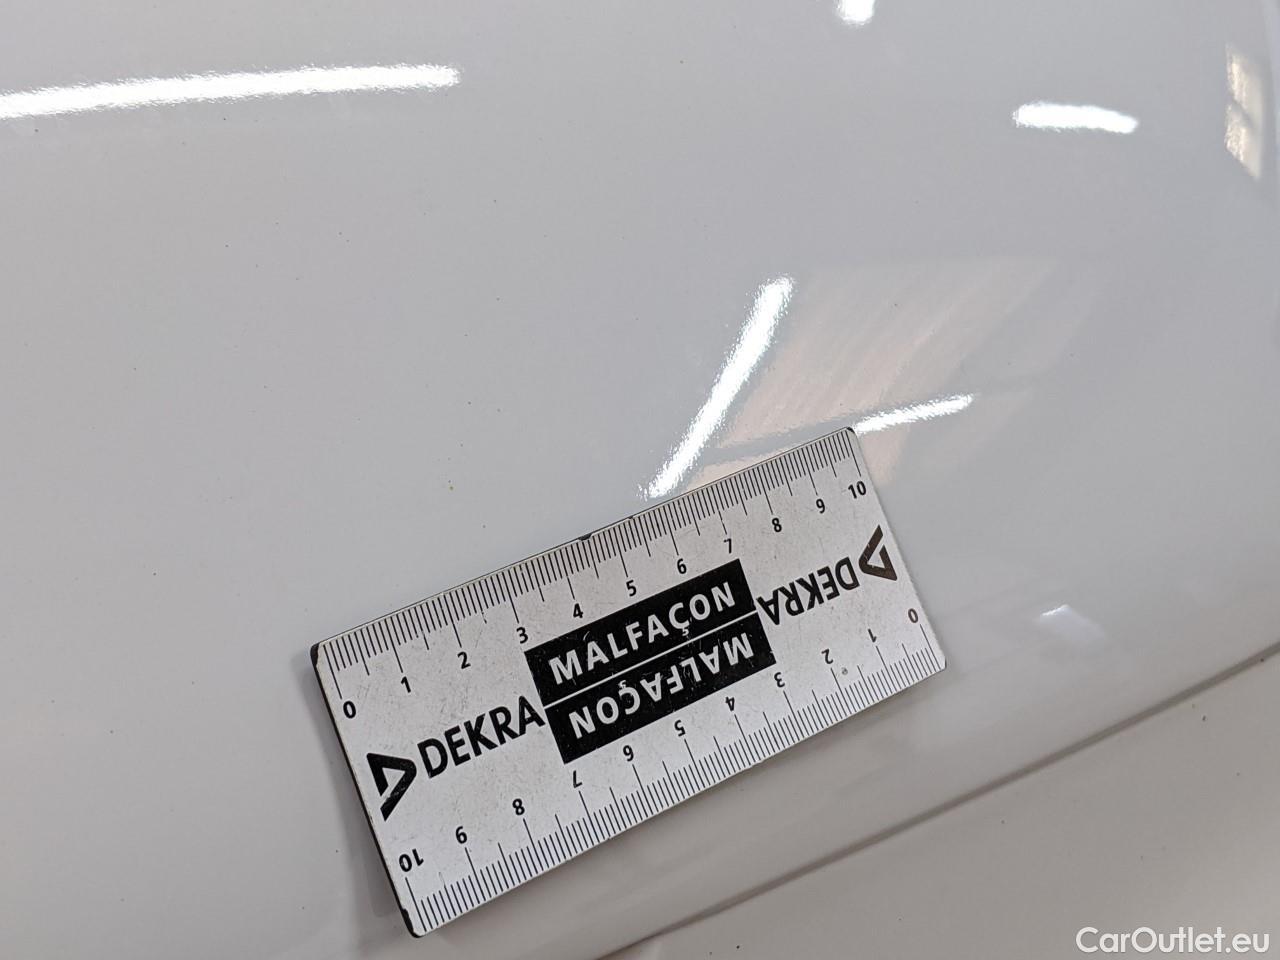 0 1 2 3 4 5 6 7 8 9 10
DEKRA
MALFAÇON
MALFAÇON
DEKRA
10 9 8 7 6 5 4 3 2 1 0
CarOutlet.eu